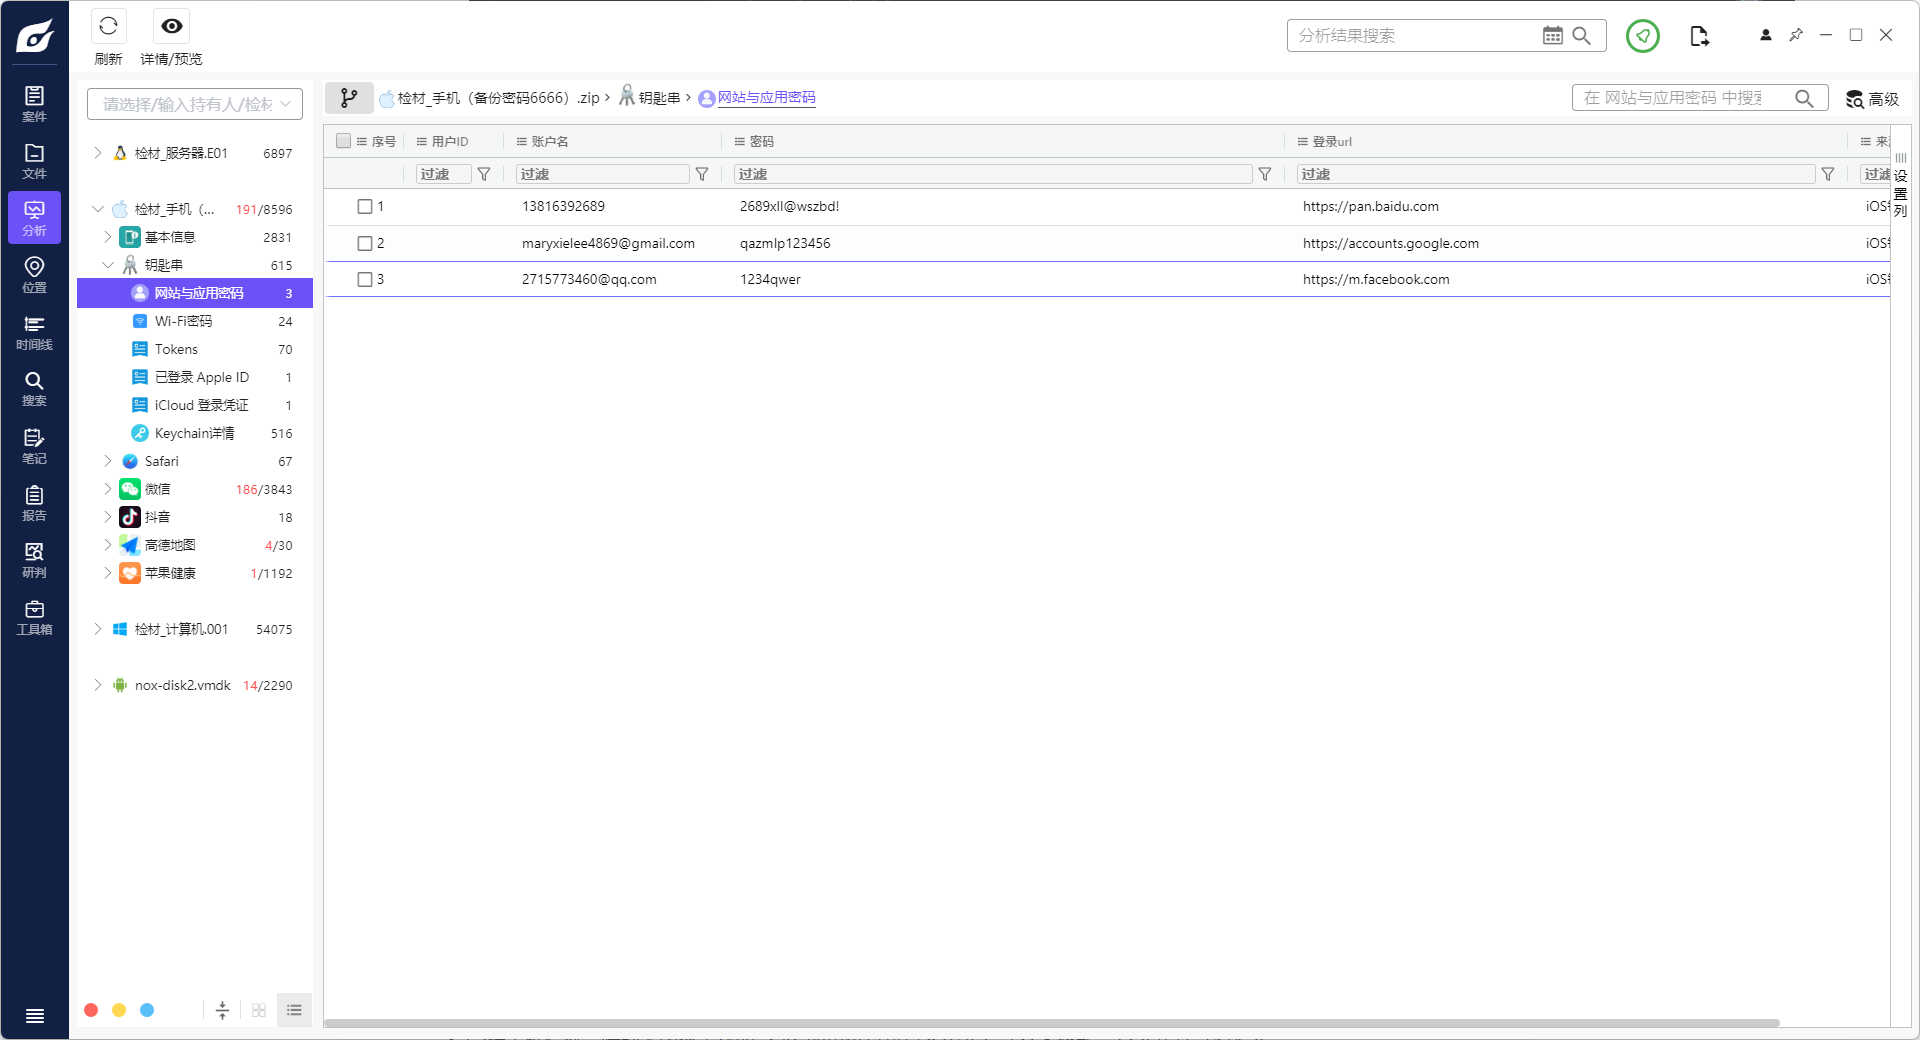 刷新
详情/预览
分析结果搜索
案件
文件
分析
位置
时间线
搜索
笔记
报告
研判
工具箱
请选择/输入持有人/检材
检材_服务器.E01 6897
检材_手机（... 191/8596
基本信息 2831
钥匙串 615
网站与应用密码 3
Wi-Fi密码 24
Tokens 70
已登录 Apple ID 1
iCloud 登录凭证 1
Keychain详情 516
Safari 67
微信 186/3843
抖音 18
高德地图 4/30
苹果健康 1/1192
检材_计算机.001 54075
nox-disk2.vmdk 14/2290
检材_手机（备份密码6666）.zip › 钥匙串 › 网站与应用密码
在 网站与应用密码 中搜索
高级
序号 用户ID 账户名 密码 登录url 来
过滤 过滤 过滤 过滤 过滤
1 13816392689 2689xll@wszbd! https://pan.baidu.com iOS
2 maryxielee4869@gmail.com qazmlp123456 https://accounts.google.com iOS
3 2715773460@qq.com 1234qwer https://m.facebook.com iOS
设置列